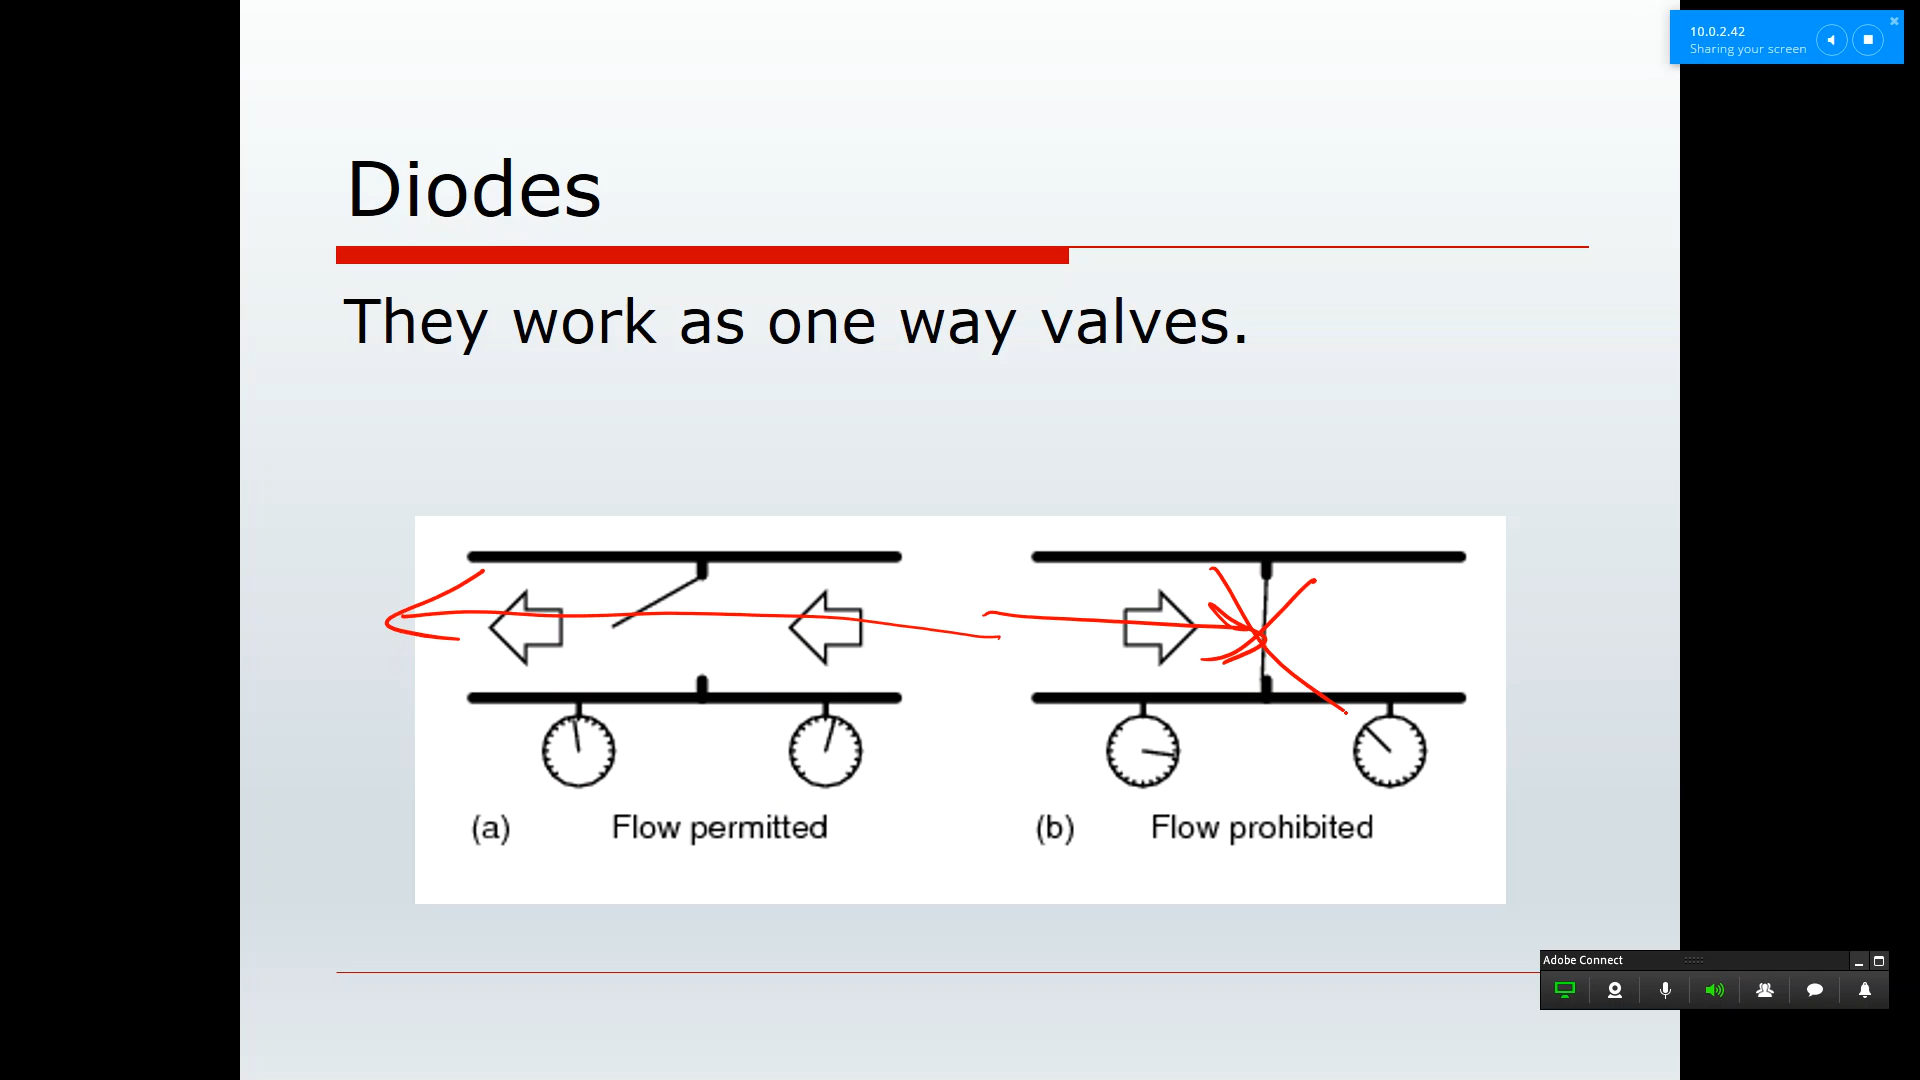 10.0.2.42
Sharing your screen
Diodes
They work as one way valves.
(a) Flow permitted
(b) Flow prohibited
Adobe Connect